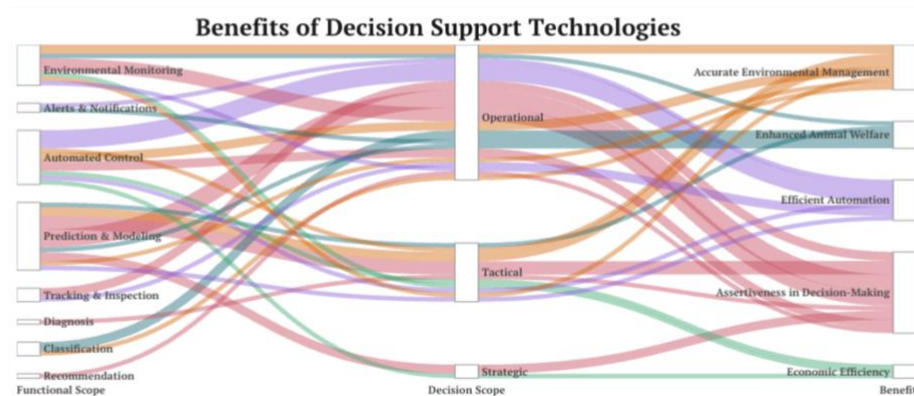 Benefits of Decision Support Technologies
Environmental Monitoring
Alerts & Notifications
Automated Control
Prediction & Modeling
Tracking & Inspection
Diagnosis
Classification
Recommendation
Functional Scope
Operational
Tactical
Strategic
Decision Scope
Accurate Environmental Management
Enhanced Animal Welfare
Efficient Automation
Assertiveness in Decision-Making
Economic Efficiency
Benefit